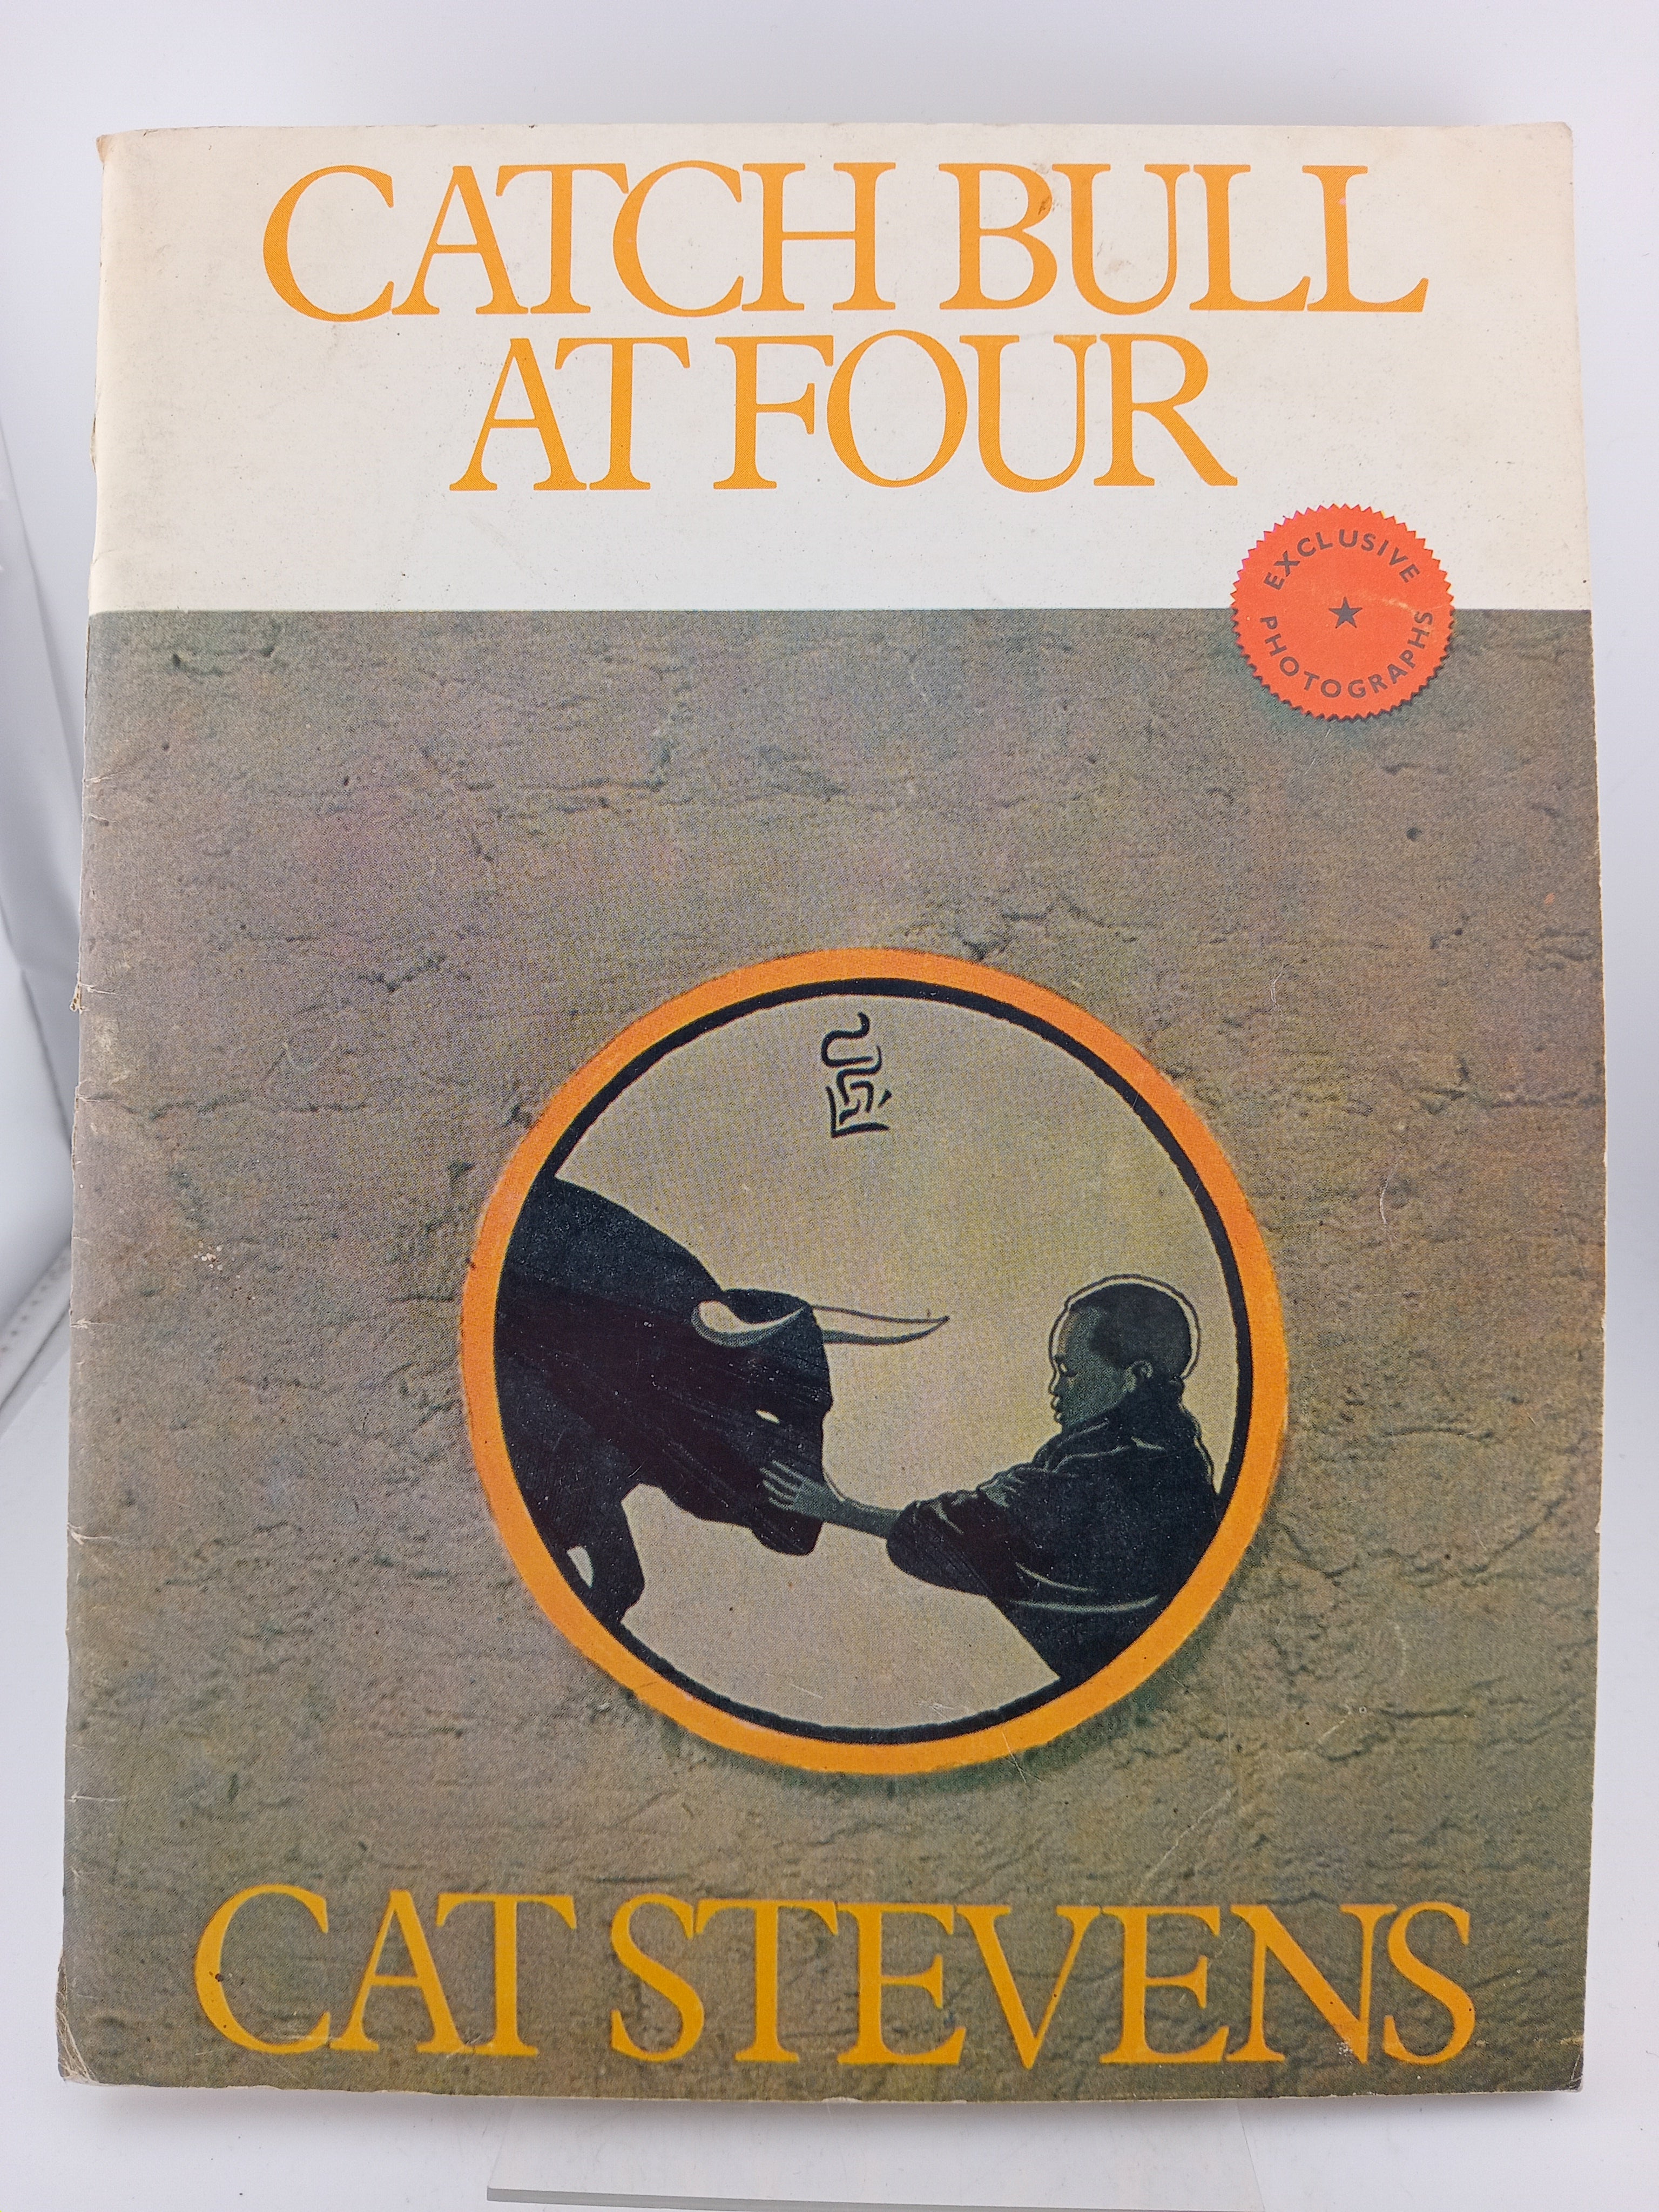 CATCH BULL
AT FOUR
EXCLUSIVE
★
PHOTOGRAPHS
CAT STEVENS